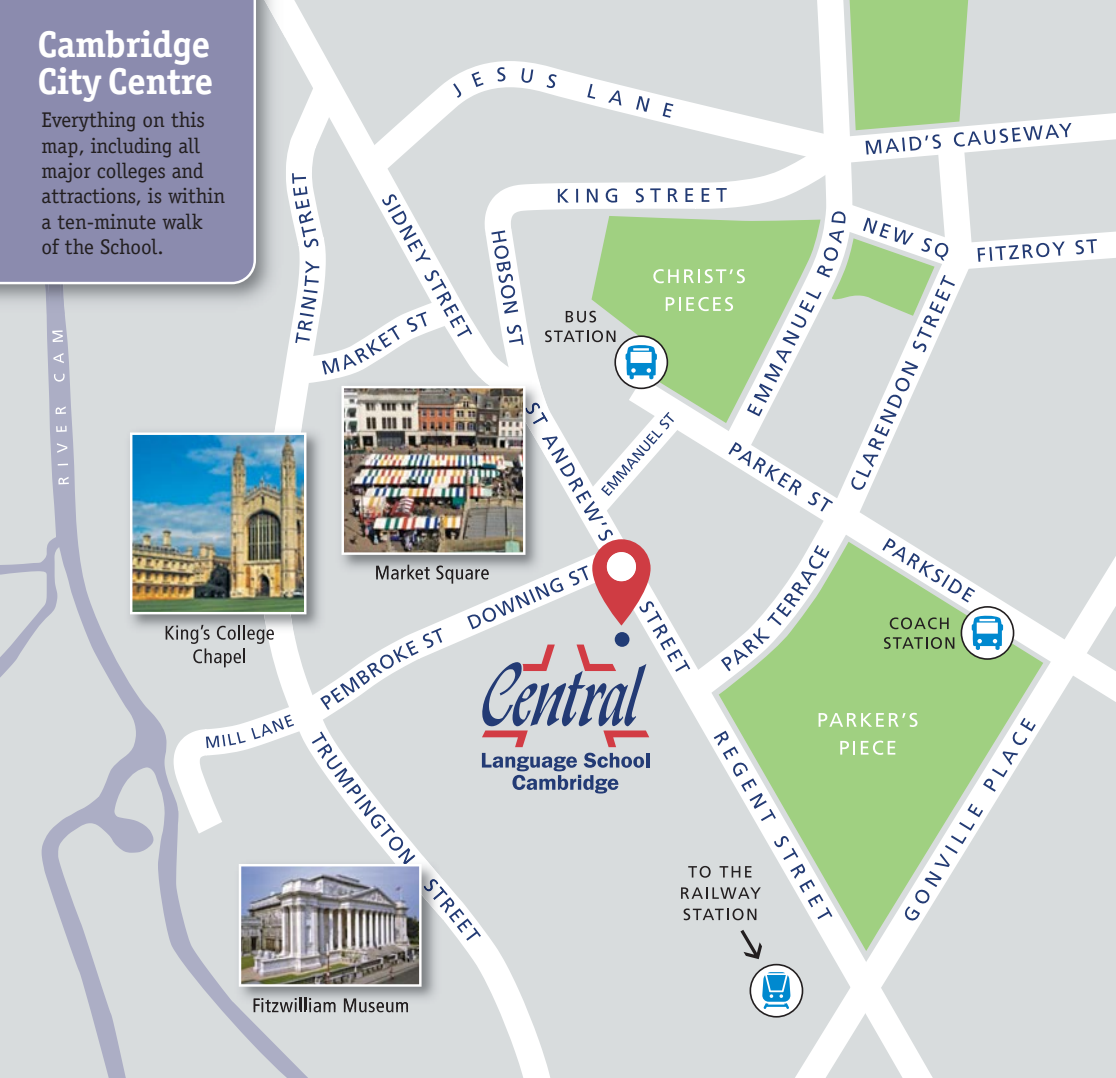 Cambridge
City Centre
Everything on this
map, including all
major colleges and
attractions, is within
a ten-minute walk
of the School.
JESUS LANE
MAID'S CAUSEWAY
KING STREET
TRINITY STREET
SIDNEY STREET
HOBSON ST
NEW SQ
FITZROY ST
EMMANUEL ROAD
CHRIST'S
PIECES
BUS
STATION
MARKET ST
RIVER CAM
CLARENDON STREET
ST ANDREW'S
STREET
EMMANUEL ST
PARKER ST
PARKSIDE
Market Square
King's College
Chapel
DOWNING ST
PEMBROKE ST
MILL LANE
PARK TERRACE
COACH
STATION
Central
Language School
Cambridge
PARKER'S
PIECE
REGENT STREET
GONVILLE PLACE
TRUMPINGTON
STREET
TO THE
RAILWAY
STATION
Fitzwilliam Museum